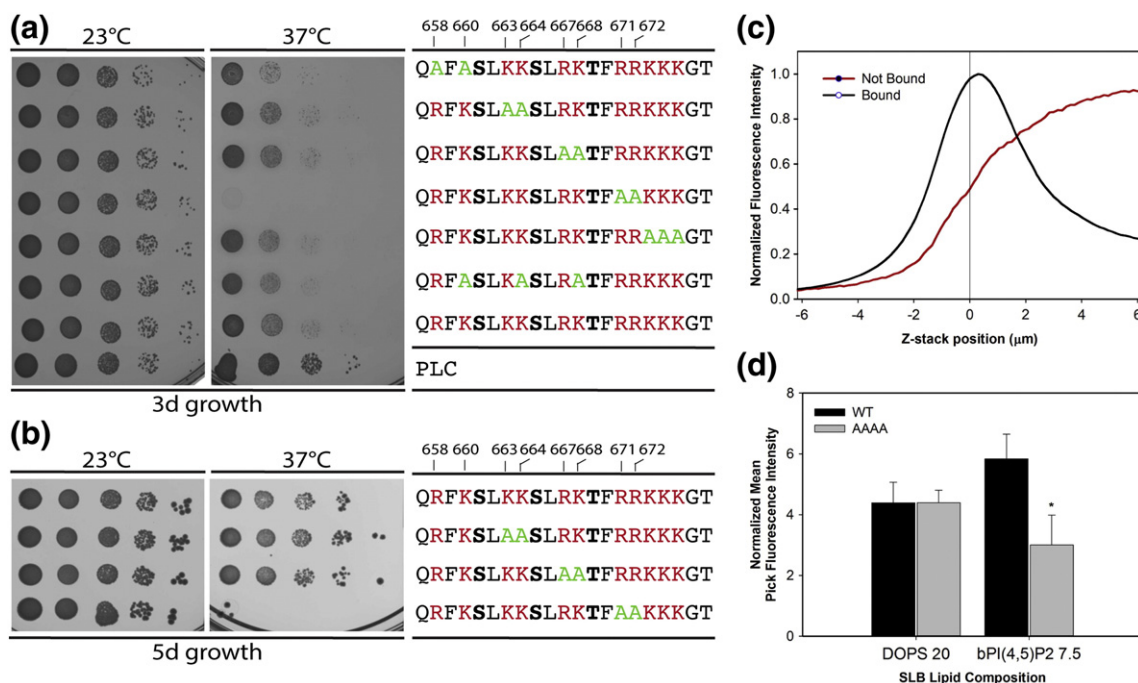 (a)
23°C 37°C
658 660 663 664 667 668 671 672
QAFASLKKSLRKTFRRKKKGT
QRFKSLAASLRKTFRRKKKGT
QRFKSLKKSLAATFRRKKKGT
QRFKSLKKSLRKTFAAKKKGT
QRFKSLKKSLRKTFRRAAAGT
QRFASLKASLRATFRRKKKGT
QRFKSLKKSLRKTFRRKKKGT
PLC
3d growth
(b)
23°C 37°C
658 660 663 664 667 668 671 672
QRFKSLKKSLRKTFRRKKKGT
QRFKSLAASLRKTFRRKKKGT
QRFKSLKKSLAATFRRKKKGT
QRFKSLKKSLRKTFAAKKKGT
5d growth
(c)
Normalized Fluorescence Intensity
1.0
0.8
0.6
0.4
0.2
0.0
Not Bound
Bound
-6 -4 -2 0 2 4 6
Z-stack position (μm)
(d)
Normalized Mean
Pick Fluorescence Intensity
8
6
4
2
0
WT
AAAA
*
DOPS 20 bPI(4,5)P2 7.5
SLB Lipid Composition